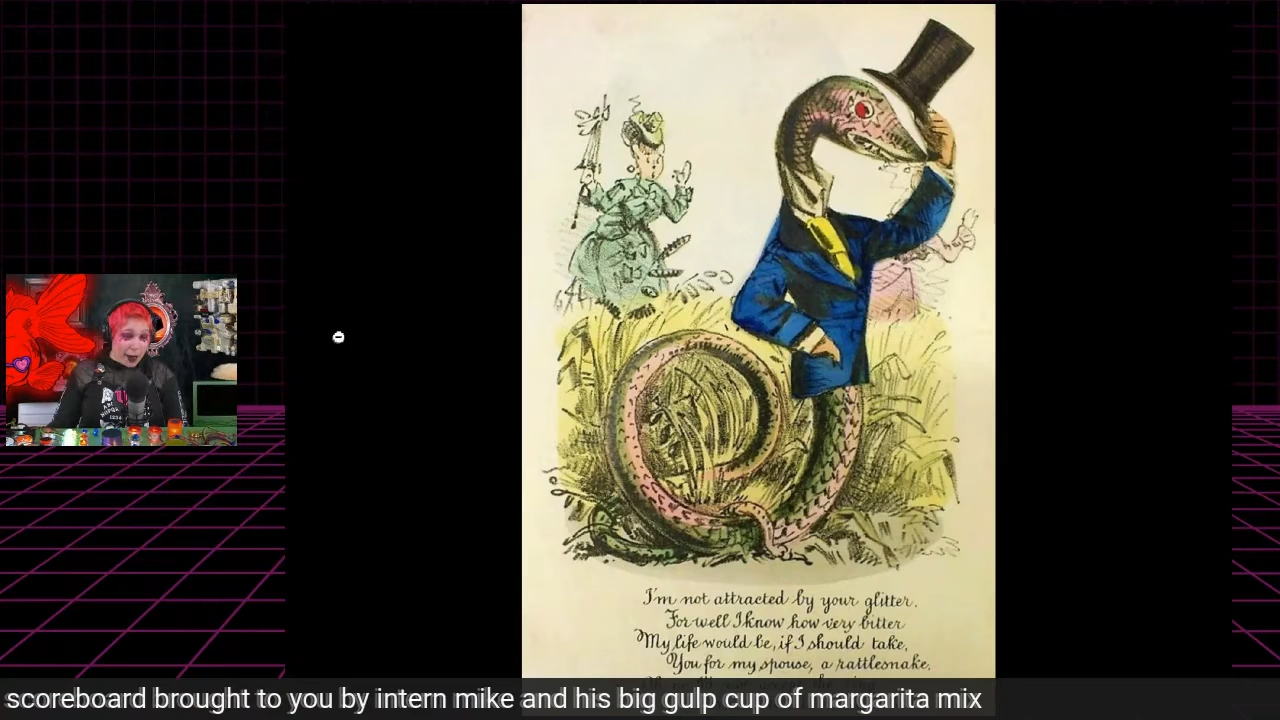 I'm not attracted by your glitter.
For well I know how very bitter
My life would be, if I should take,
You for my spouse, a rattlesnake.
scoreboard brought to you by intern mike and his big gulp cup of margarita mix